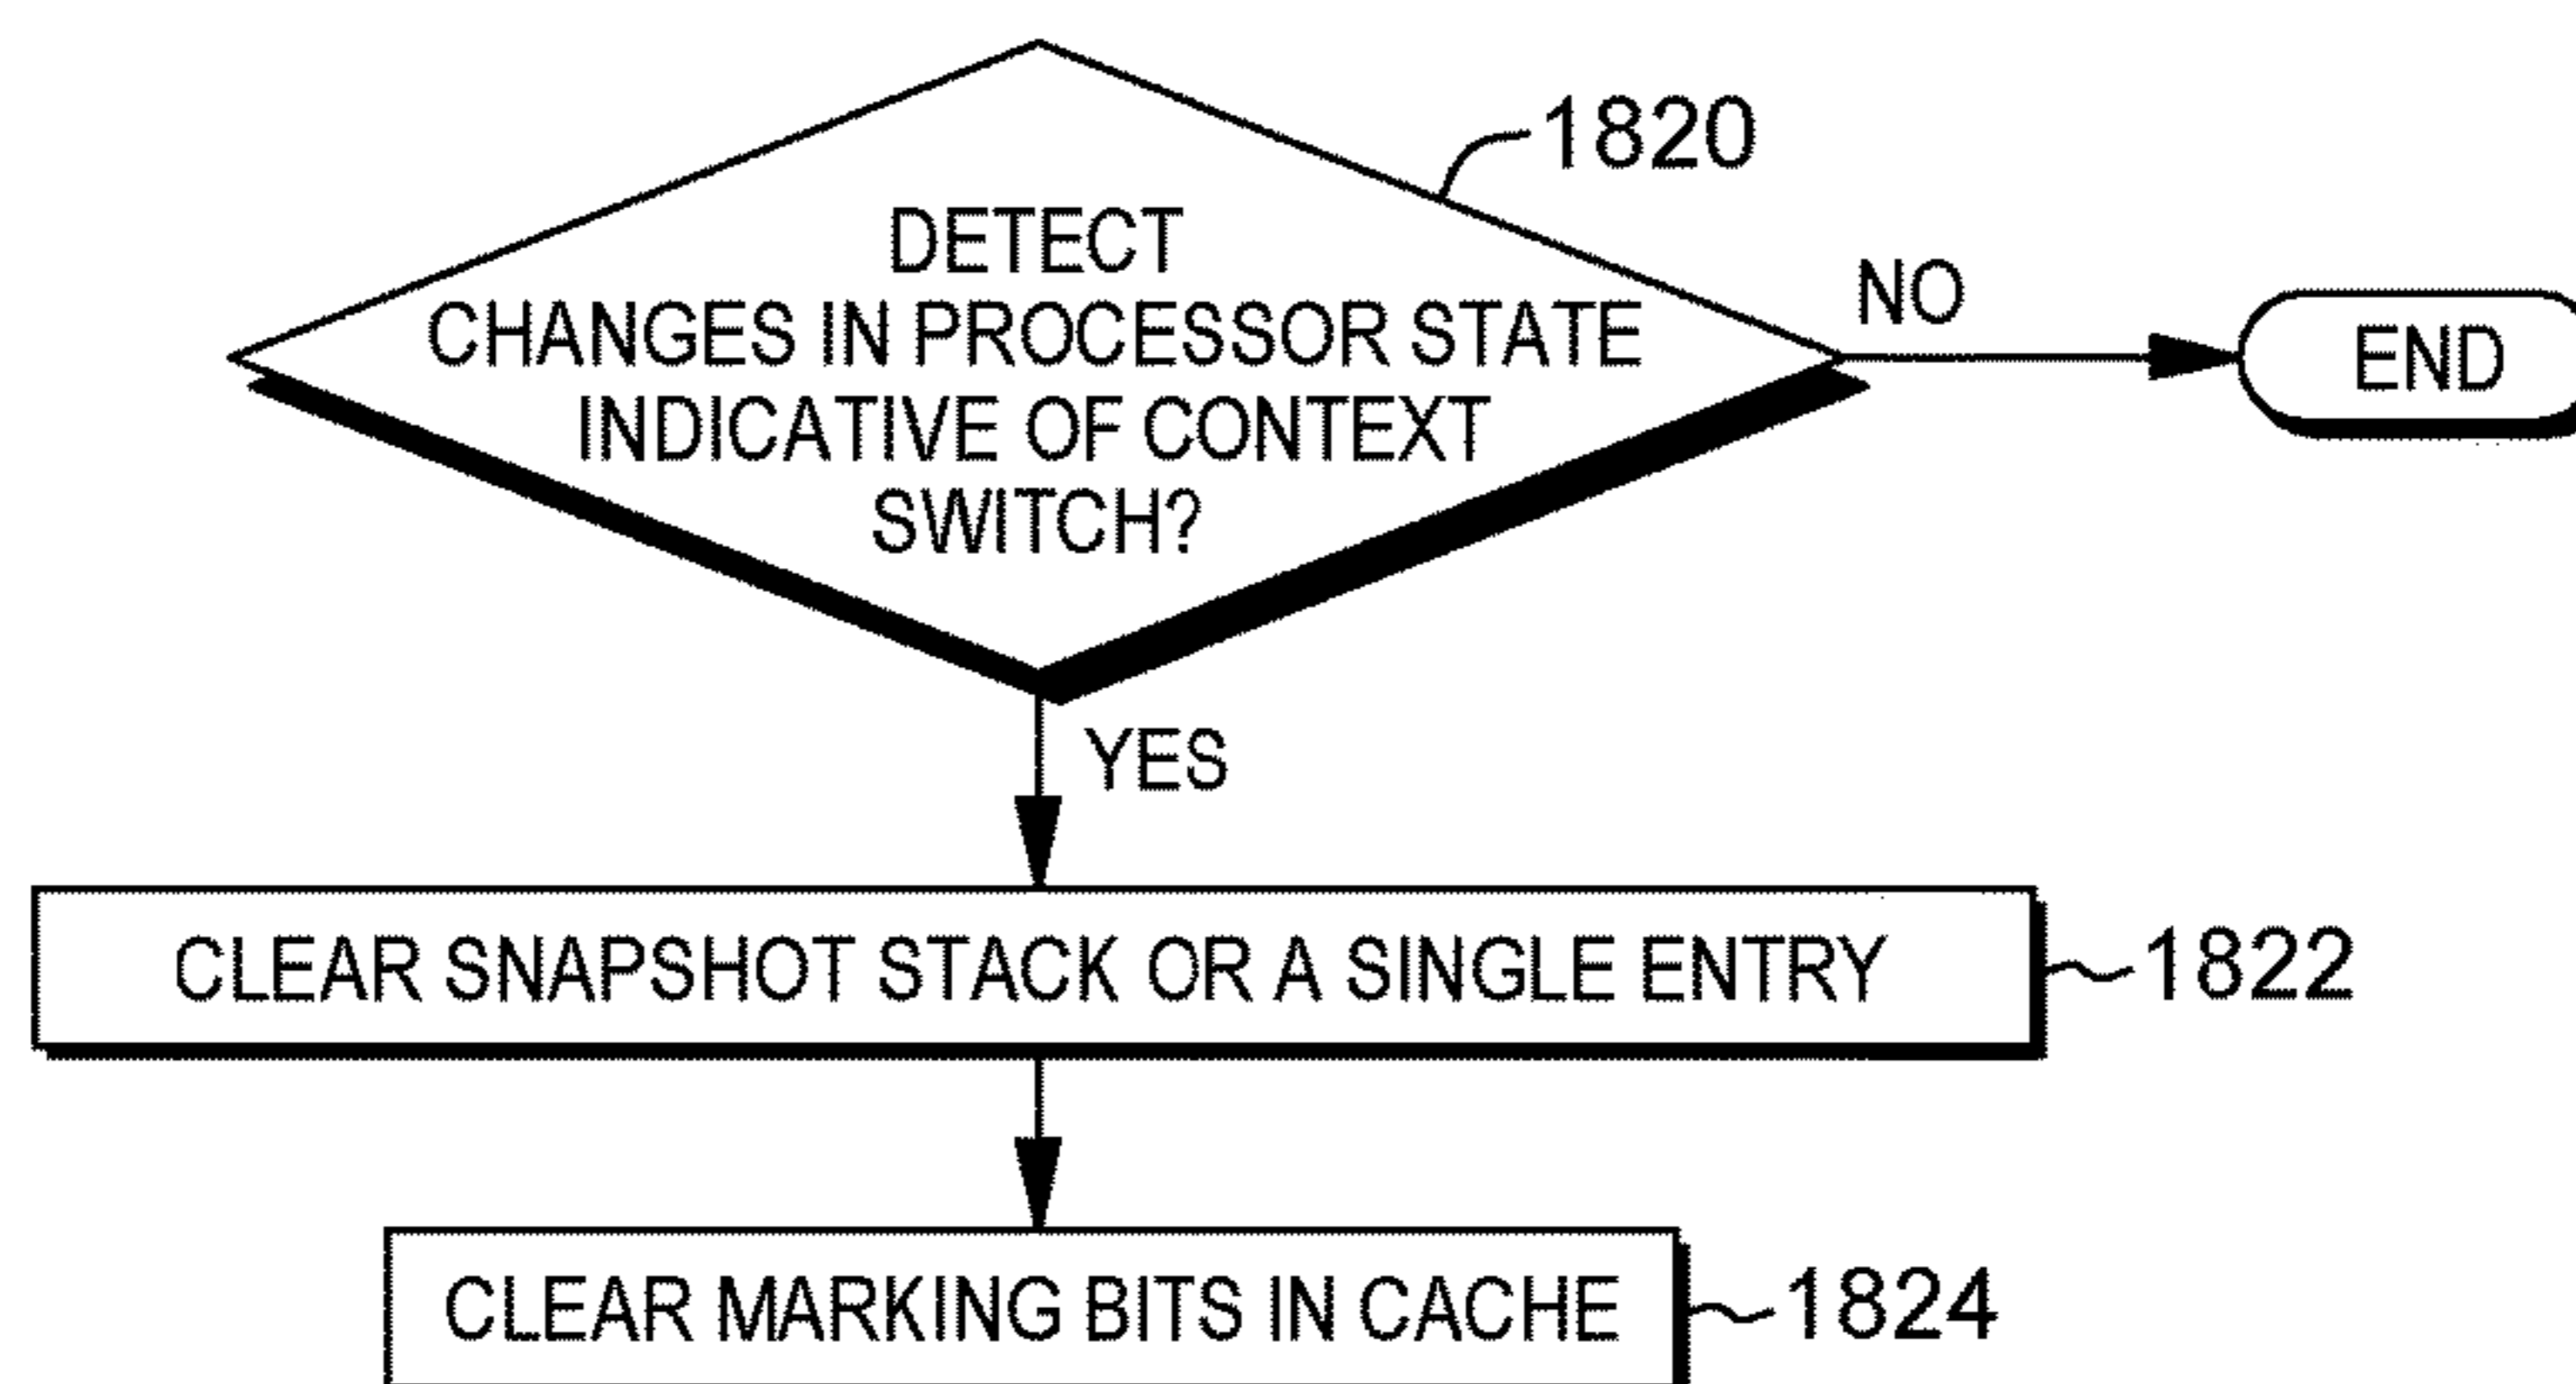 1820
DETECT
CHANGES IN PROCESSOR STATE
INDICATIVE OF CONTEXT
SWITCH?
NO
END
YES
CLEAR SNAPSHOT STACK OR A SINGLE ENTRY
1822
CLEAR MARKING BITS IN CACHE
1824